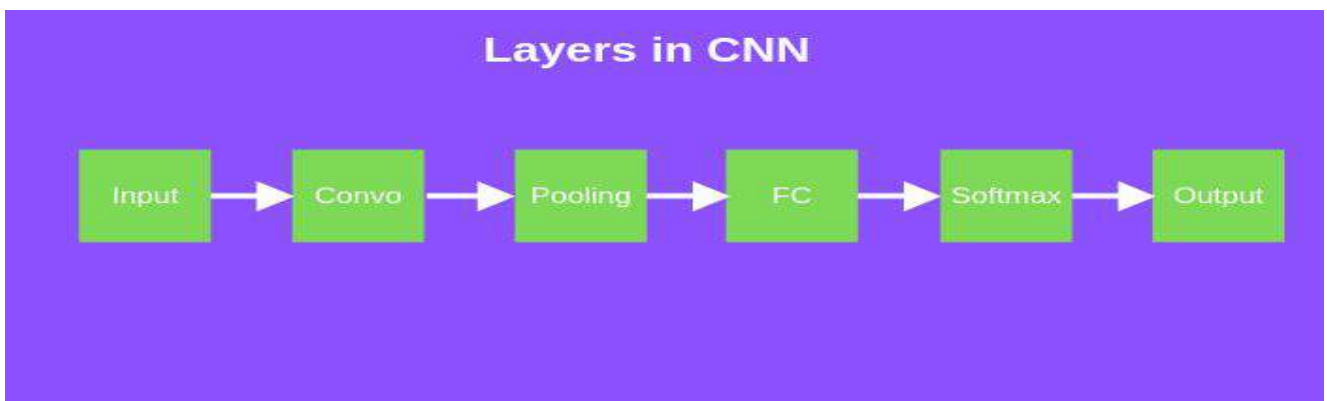 Layers in CNN
Input
Convo
Pooling
FC
Softmax
Output